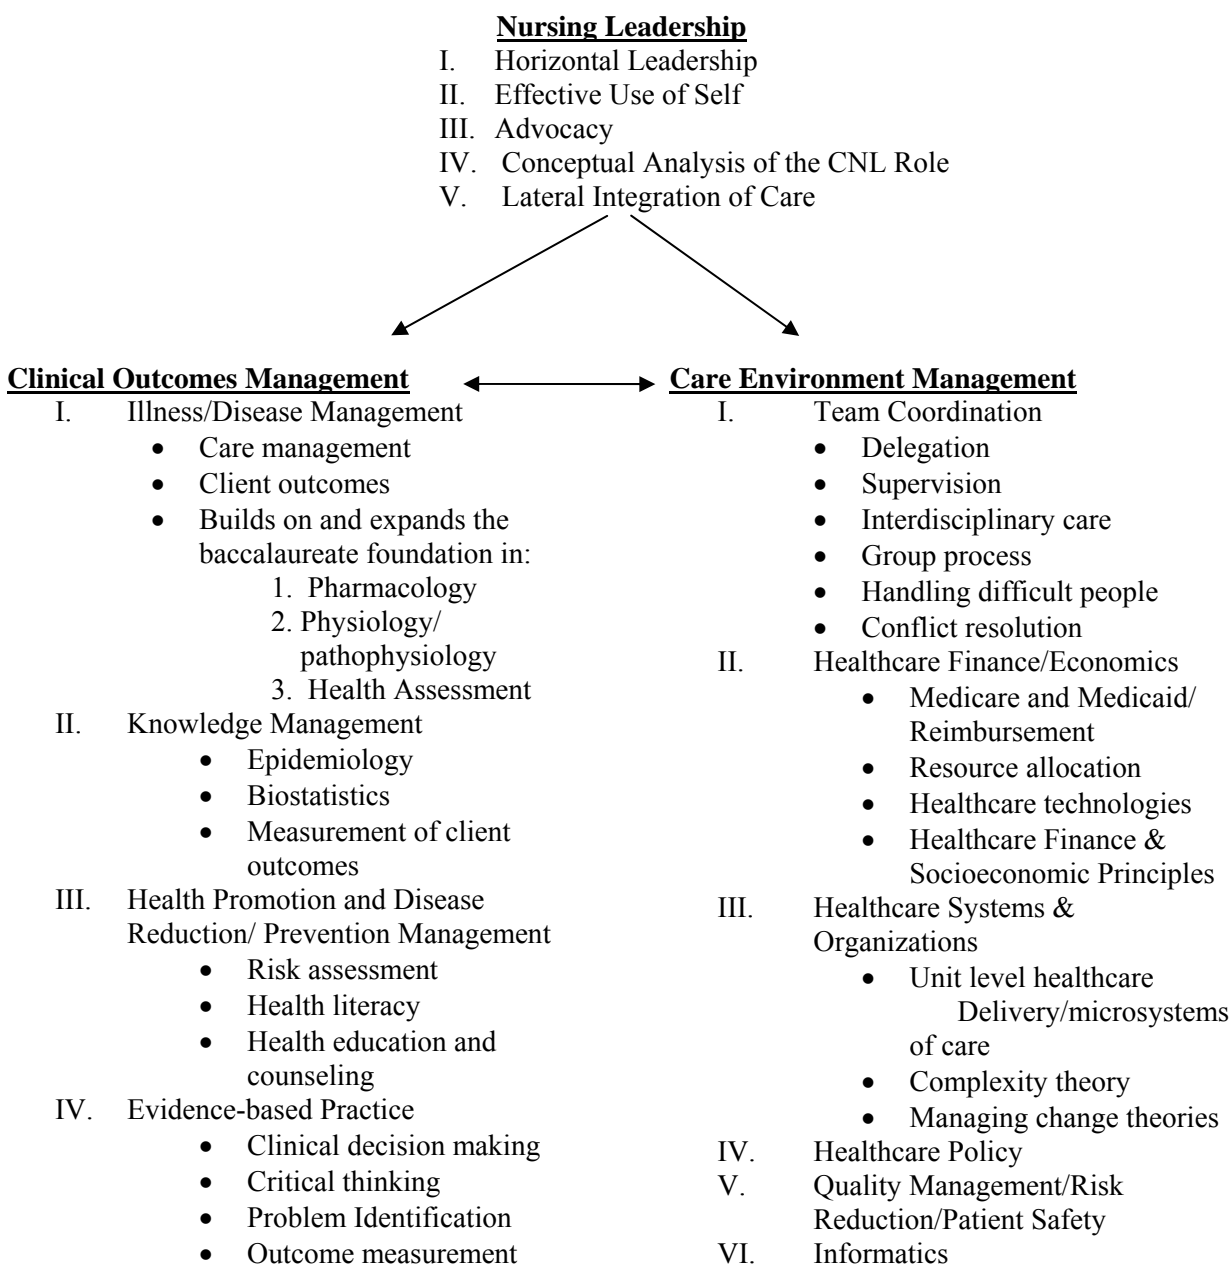 Nursing Leadership
I. Horizontal Leadership
II. Effective Use of Self
III. Advocacy
IV. Conceptual Analysis of the CNL Role
V. Lateral Integration of Care
Clinical Outcomes Management
I. Illness/Disease Management
• Care management
• Client outcomes
• Builds on and expands the
baccalaureate foundation in:
1. Pharmacology
2. Physiology/
pathophysiology
3. Health Assessment
II. Knowledge Management
• Epidemiology
• Biostatistics
• Measurement of client
outcomes
III. Health Promotion and Disease
Reduction/ Prevention Management
• Risk assessment
• Health literacy
• Health education and
counseling
IV. Evidence-based Practice
• Clinical decision making
• Critical thinking
• Problem Identification
• Outcome measurement
Care Environment Management
I. Team Coordination
• Delegation
• Supervision
• Interdisciplinary care
• Group process
• Handling difficult people
• Conflict resolution
II. Healthcare Finance/Economics
• Medicare and Medicaid/
Reimbursement
• Resource allocation
• Healthcare technologies
• Healthcare Finance &
Socioeconomic Principles
III. Healthcare Systems &
Organizations
• Unit level healthcare
Delivery/microsystems
of care
• Complexity theory
• Managing change theories
IV. Healthcare Policy
V. Quality Management/Risk
Reduction/Patient Safety
VI. Informatics